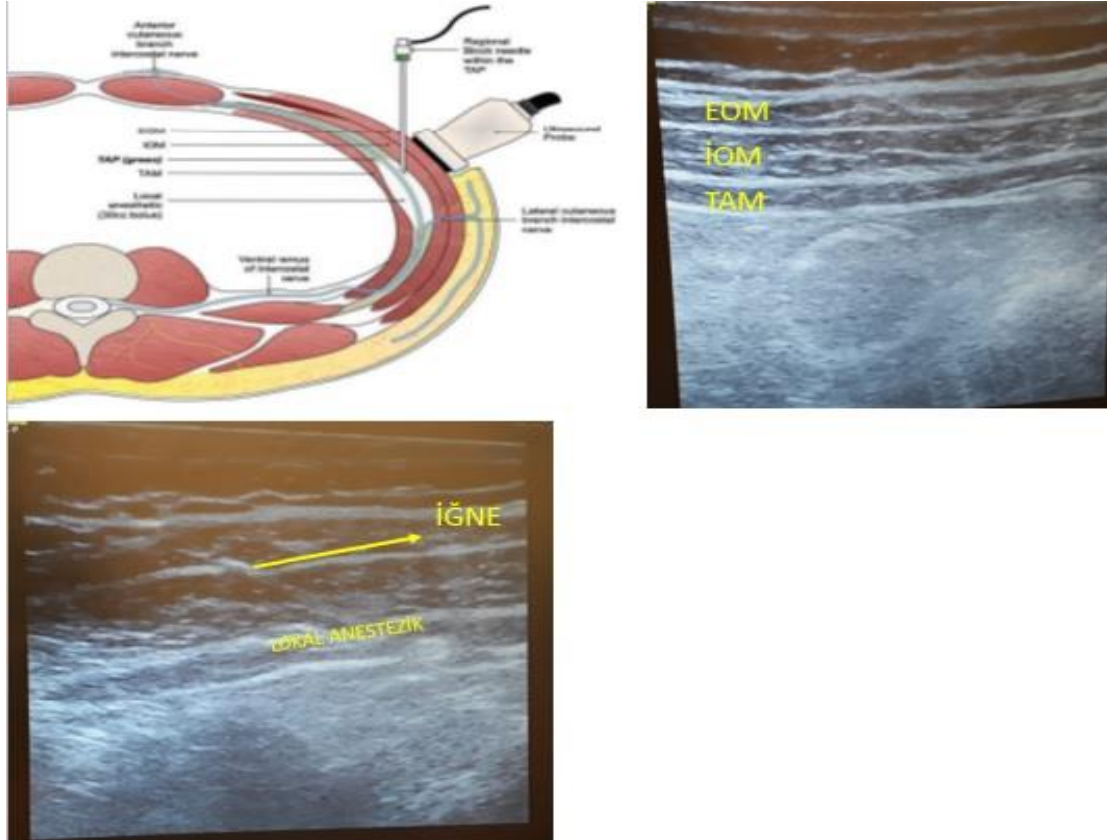 Anterior
cutaneous
branch
intercostal nerve
Regional
Block needle
within the
TAP
EOM
IOM
TAP (green)
TAM
Local
anesthetic
Ultrasound
Probe
Lateral cutaneous
branch intercostal
nerve
Ventral ramus
of intercostal
nerve
EOM
İOM
TAM
İĞNE
LOKAL ANESTEZİK